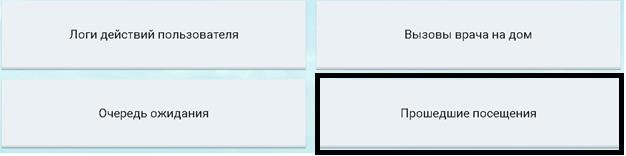 Логи действий пользователя
Вызовы врача на дом
Очередь ожидания
Прошедшие посещения